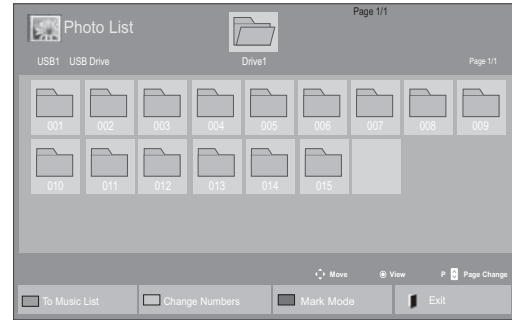 Page 1/1
Photo List
USB1 USB Drive Drive1 Page 1/1
001 002 003 004 005 006 007 008 009
010 011 012 013 014 015
Move View P Page Change
To Music List Change Numbers Mark Mode Exit